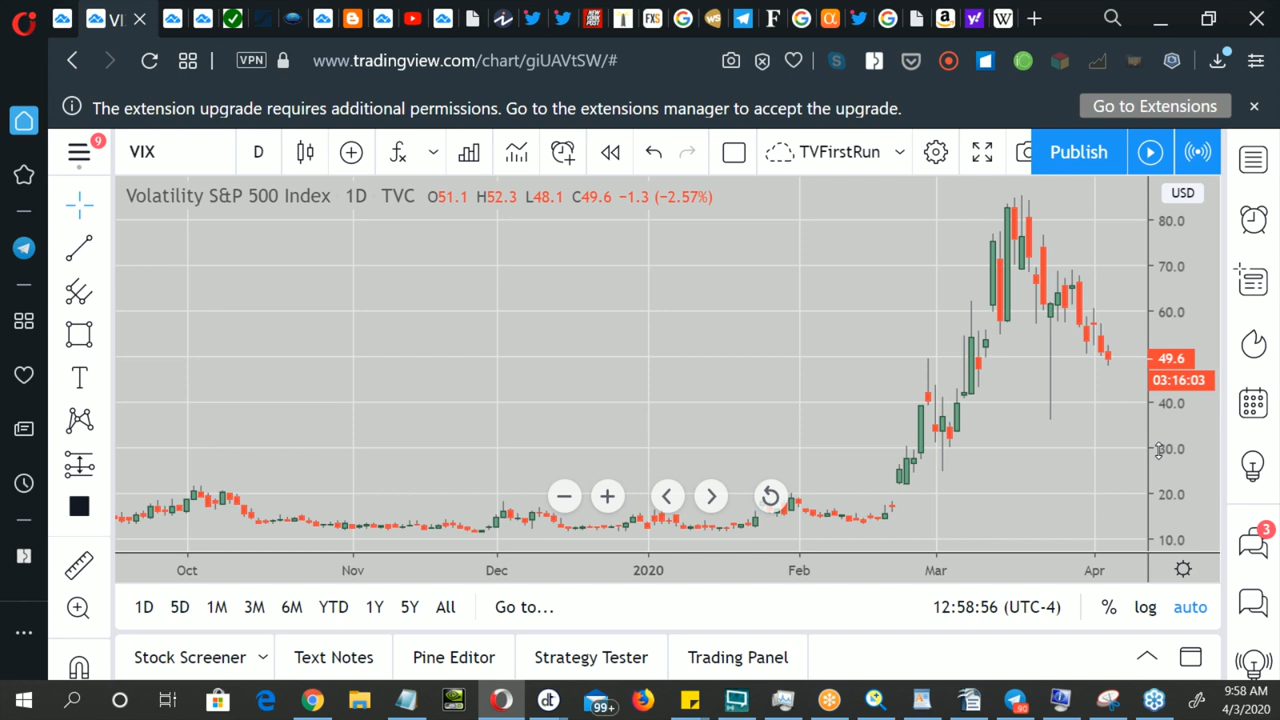 VI
VPN
www.tradingview.com/chart/giUAVtSW/#
The extension upgrade requires additional permissions. Go to the extensions manager to accept the upgrade.
Go to Extensions
9
VIX
D
TVFirstRun
Publish
Volatility S&P 500 Index 1D TVC O51.1 H52.3 L48.1 C49.6 −1.3 (−2.57%)
USD
80.0
70.0
60.0
49.6
03:16:03
40.0
30.0
20.0
10.0
Oct Nov Dec 2020 Feb Mar Apr
3
1D 5D 1M 3M 6M YTD 1Y 5Y All Go to...
12:58:56 (UTC-4) % log auto
Stock Screener Text Notes Pine Editor Strategy Tester Trading Panel
99+
9:58 AM
4/3/2020